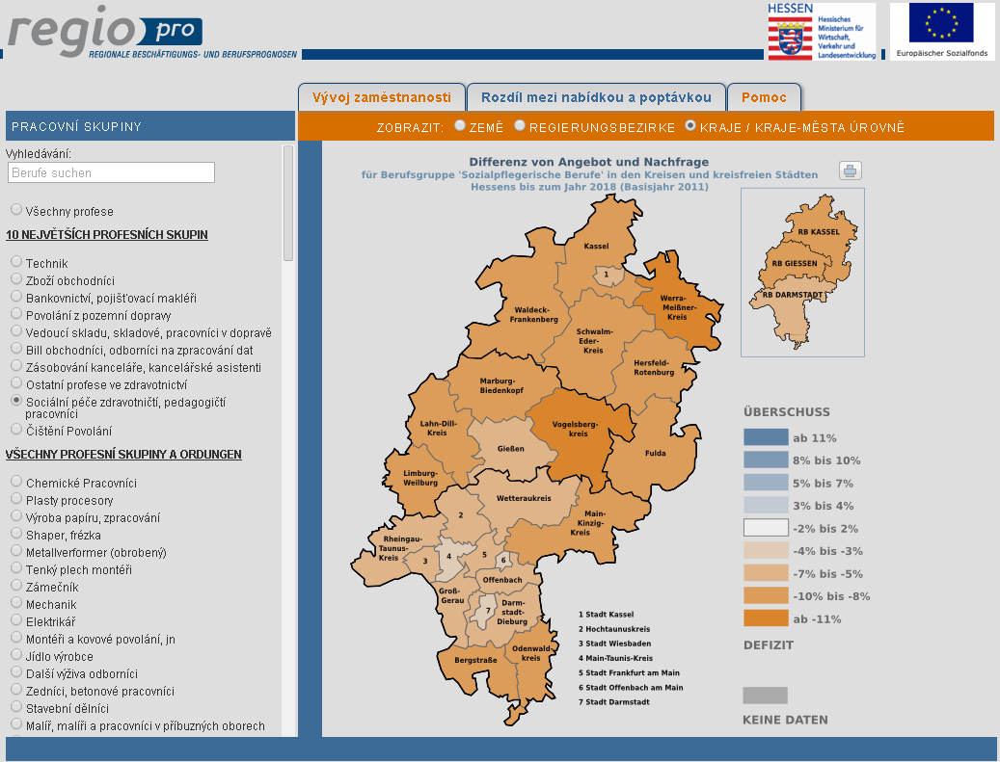 regio pro
REGIONALE BESCHÄFTIGUNGS- UND BERUFSPROGNOSEN
HESSEN
Hessisches
Ministerium für
Wirtschaft,
Verkehr und
Landesentwicklung
Europäischer Sozialfonds
Vývoj zaměstnanosti
Rozdíl mezi nabídkou a poptávkou
Pomoc
PRACOVNÍ SKUPINY
ZOBRAZIT: ZEMĚ REGIERUNGSBEZIRKE KRAJE / KRAJE-MĚSTA ÚROVNĚ
Vyhledávání:
Berufe suchen
Všechny profese
10 NEJVĚTŠÍCH PROFESNÍCH SKUPIN
Technik
Zboží obchodníci
Bankovnictví, pojišťovací makléři
Povolání z pozemní dopravy
Vedoucí skladu, skladové, pracovníci v dopravě
Bill obchodníci, odborníci na zpracování dat
Zásobování kanceláře, kancelářské asistenti
Ostatní profese ve zdravotnictví
Sociální péče zdravotničtí, pedagogičtí
pracovníci
Čištění Povolání
VŠECHNY PROFESNÍ SKUPINY A ORDUNGEN
Chemické Pracovníci
Plasty procesory
Výroba papíru, zpracování
Shaper, frézka
Metallverformer (obrobený)
Tenký plech montéři
Zámečník
Mechanik
Elektrikář
Montéři a kovové povolání, jn
Jídlo výrobce
Další výživa odborníci
Zedníci, betonové pracovníci
Stavební dělníci
Malíř, malíři a pracovníci v příbuzných oborech
Differenz von Angebot und Nachfrage
für Berufsgruppe 'Sozialpflegerische Berufe' in den Kreisen und kreisfreien Städten
Hessens bis zum Jahr 2018 (Basisjahr 2011)
Kassel
1
Werra-
Meißner-
Kreis
Waldeck-
Frankenberg
Schwalm-
Eder-
Kreis
Hersfeld-
Rotenburg
Marburg-
Biedenkopf
Lahn-Dill-
Kreis
Vogelsberg-
kreis
Gießen
Fulda
Limburg-
Weilburg
Wetteraukreis
Main-
Kinzig-
Kreis
2
Rheingau-
Taunus-
Kreis
3
4
5
6
Offenbach
Groß-
Gerau
7
Darm-
stadt-
Dieburg
Bergstraße
Odenwald-
kreis
1 Stadt Kassel
2 Hochtaunuskreis
3 Stadt Wiesbaden
4 Main-Taunis-Kreis
5 Stadt Frankfurt am Main
6 Stadt Offenbach am Main
7 Stadt Darmstadt
RB KASSEL
RB GIESSEN
RB DARMSTADT
ÜBERSCHUSS
ab 11%
8% bis 10%
5% bis 7%
3% bis 4%
-2% bis 2%
-4% bis -3%
-7% bis -5%
-10% bis -8%
ab -11%
DEFIZIT
KEINE DATEN